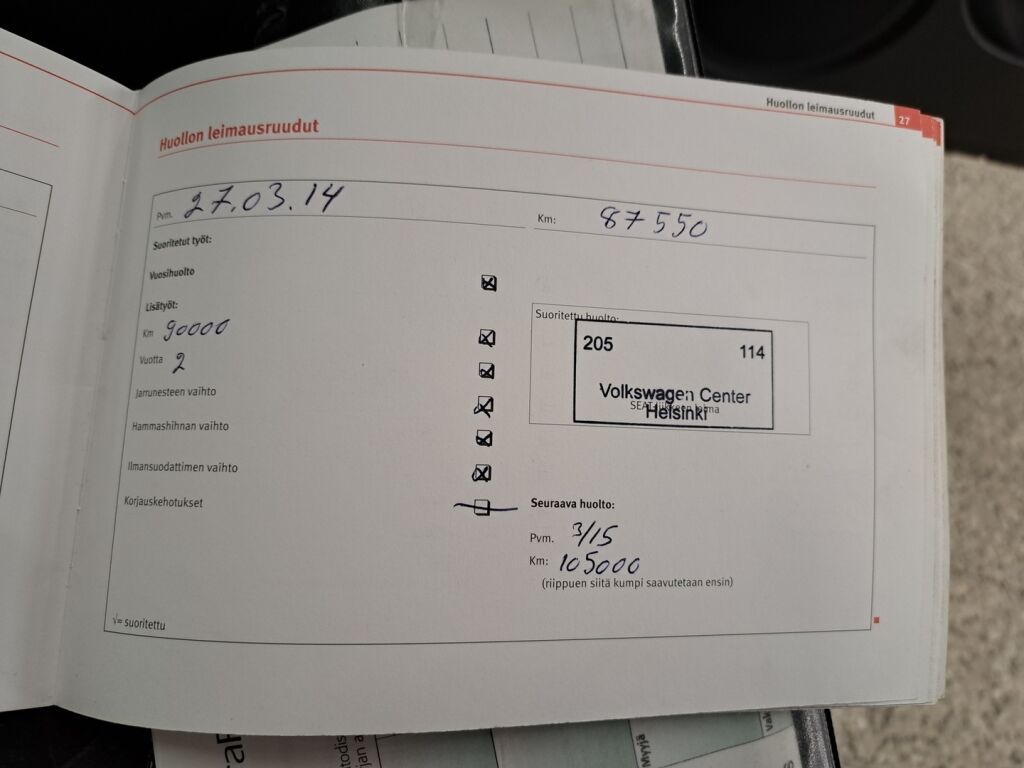 Huollon leimausruudut 27
Huollon leimausruudut
Pvm. 27.03.14
Km: 87550
Suoritetut työt:
Vuosihuolto
Lisätyöt:
Km 90000
Vuotta 2
Jarrunesteen vaihto
Hammashihnan vaihto
Ilmansuodattimen vaihto
Korjauskehotukset
√= suoritettu
Suoritettu huolto:
205 114
Volkswagen Center
Helsinki
Seuraava huolto:
Pvm. 3/15
Km: 105000
(riippuen siitä kumpi saavutetaan ensin)